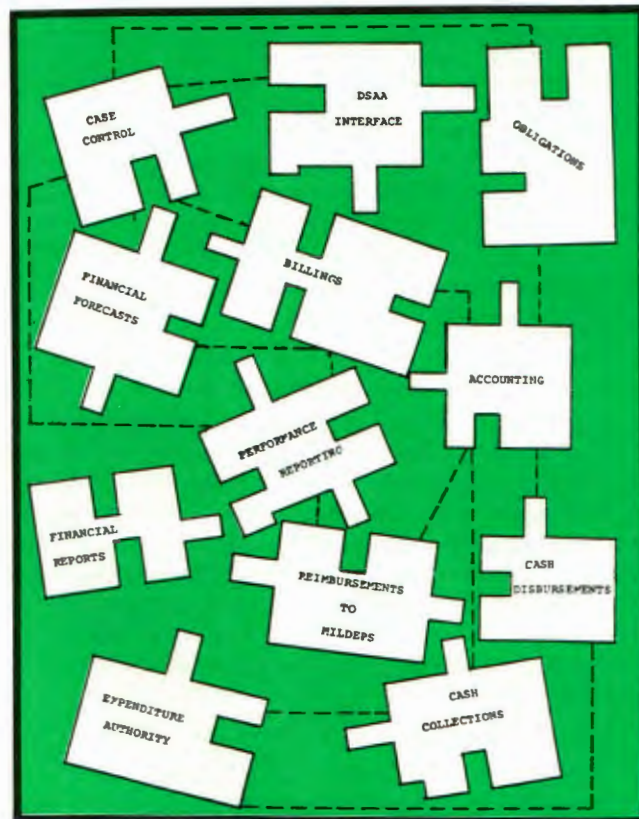 CASE
CONTROL
DSAA
INTERFACE
OBLIGATIONS
BILLINGS
FINANCIAL
FORECASTS
ACCOUNTING
PERFORMANCE
REPORTING
FINANCIAL
REPORTS
CASH
DISBURSEMENTS
REIMBURSEMENTS
TO
MILDEPS
EXPENDITURE
AUTHORITY
CASH
COLLECTIONS